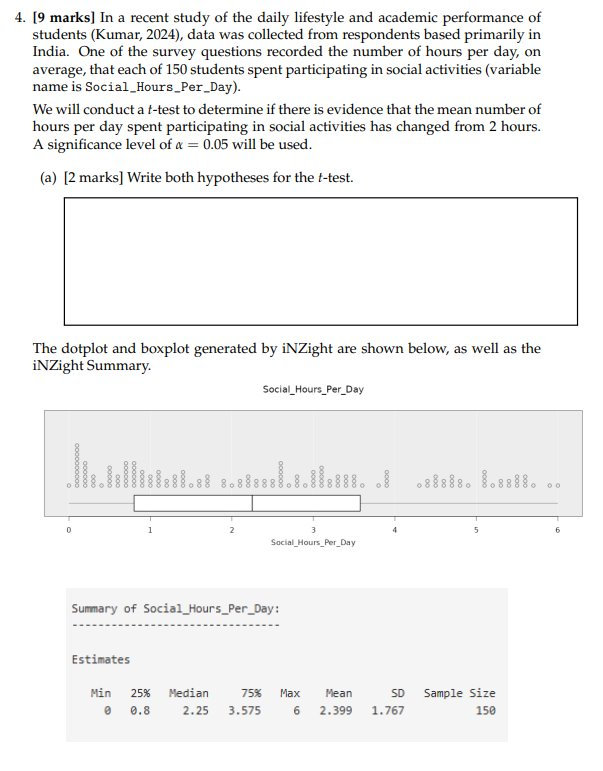 4. [9 marks] In a recent study of the daily lifestyle and academic performance of
students (Kumar, 2024), data was collected from respondents based primarily in
India. One of the survey questions recorded the number of hours per day, on
average, that each of 150 students spent participating in social activities (variable
name is Social_Hours_Per_Day).
We will conduct a t-test to determine if there is evidence that the mean number of
hours per day spent participating in social activities has changed from 2 hours.
A significance level of α = 0.05 will be used.
(a) [2 marks] Write both hypotheses for the t-test.
The dotplot and boxplot generated by iNZight are shown below, as well as the
iNZight Summary.
Social_Hours_Per_Day
0 1 2 3 4 5 6
Social_Hours_Per_Day
Summary of Social_Hours_Per_Day:
--------------------------------
Estimates
Min 25% Median 75% Max Mean SD Sample Size
0 0.8 2.25 3.575 6 2.399 1.767 150